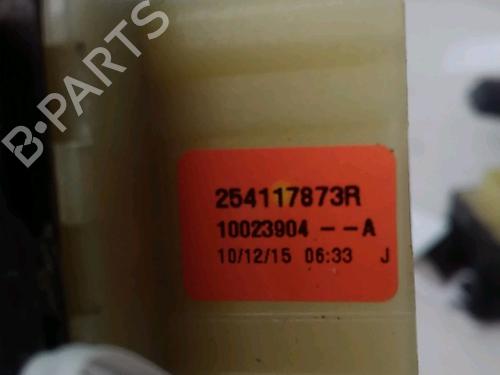 B-PARTS
254117873R
10023904 -- A
10/12/15 06:33 J